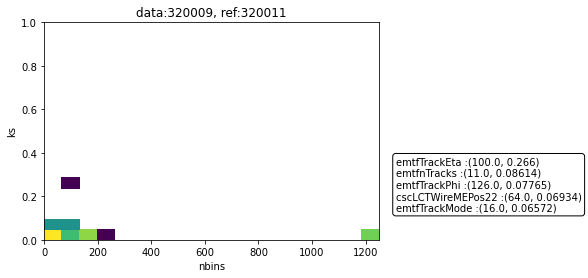 data:320009, ref:320011
1.0
0.8
0.6
0.4
0.2
0.0
ks
0
200
400
600
800
1000
1200
nbins
emtfTrackEta :(100.0, 0.266)
emtfnTracks :(11.0, 0.08614)
emtfTrackPhi :(126.0, 0.07765)
cscLCTWireMEPos22 :(64.0, 0.06934)
emtfTrackMode :(16.0, 0.06572)